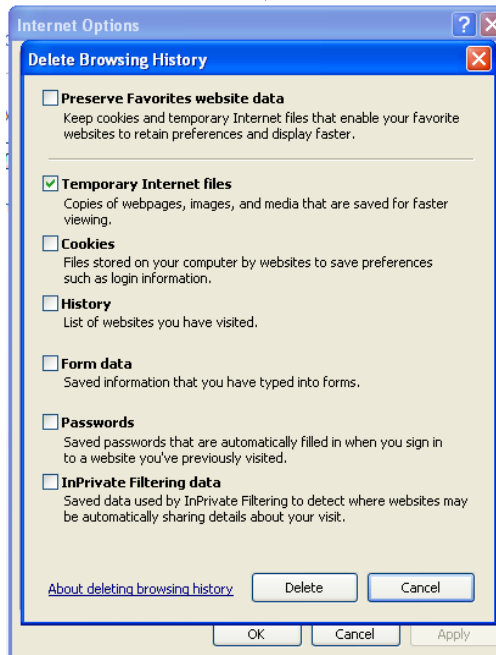 Internet Options
Delete Browsing History
Preserve Favorites website data
Keep cookies and temporary Internet files that enable your favorite
websites to retain preferences and display faster.
Temporary Internet files
Copies of webpages, images, and media that are saved for faster
viewing.
Cookies
Files stored on your computer by websites to save preferences
such as login information.
History
List of websites you have visited.
Form data
Saved information that you have typed into forms.
Passwords
Saved passwords that are automatically filled in when you sign in
to a website you've previously visited.
InPrivate Filtering data
Saved data used by InPrivate Filtering to detect where websites may
be automatically sharing details about your visit.
About deleting browsing history Delete Cancel
OK Cancel Apply